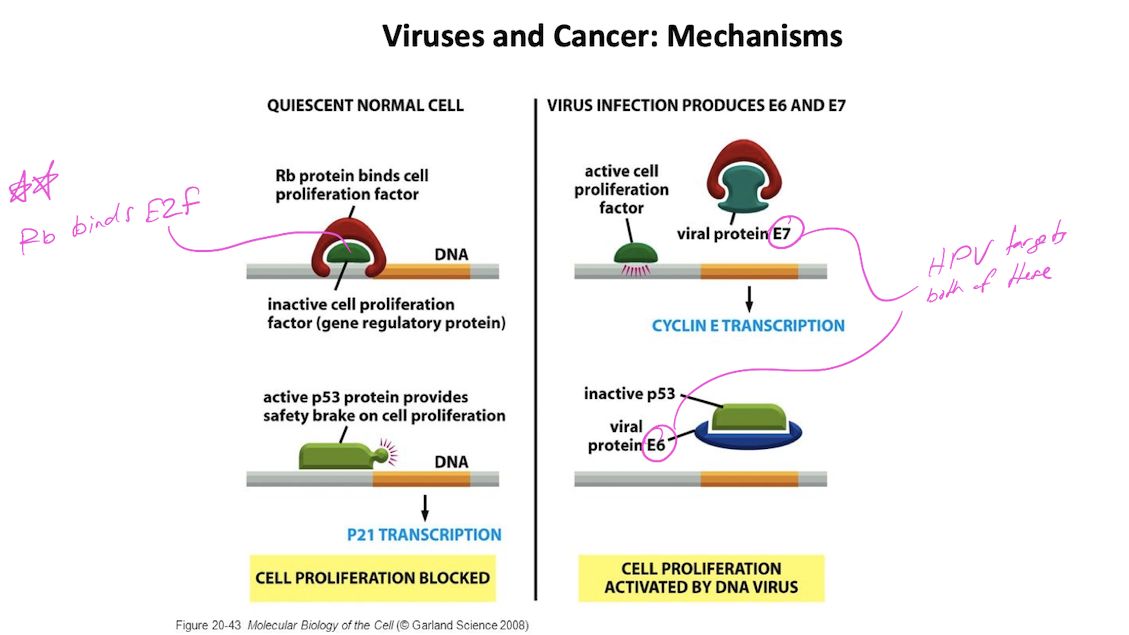 Viruses and Cancer: Mechanisms
QUIESCENT NORMAL CELL
Rb protein binds cell
proliferation factor
Rb binds E2f
DNA
inactive cell proliferation
factor (gene regulatory protein)
active p53 protein provides
safety brake on cell proliferation
DNA
P21 TRANSCRIPTION
CELL PROLIFERATION BLOCKED
VIRUS INFECTION PRODUCES E6 AND E7
active cell
proliferation
factor
viral protein E7
HPV targets
both of these
CYCLIN E TRANSCRIPTION
inactive p53
viral
protein E6
CELL PROLIFERATION
ACTIVATED BY DNA VIRUS
Figure 20-43 Molecular Biology of the Cell (© Garland Science 2008)